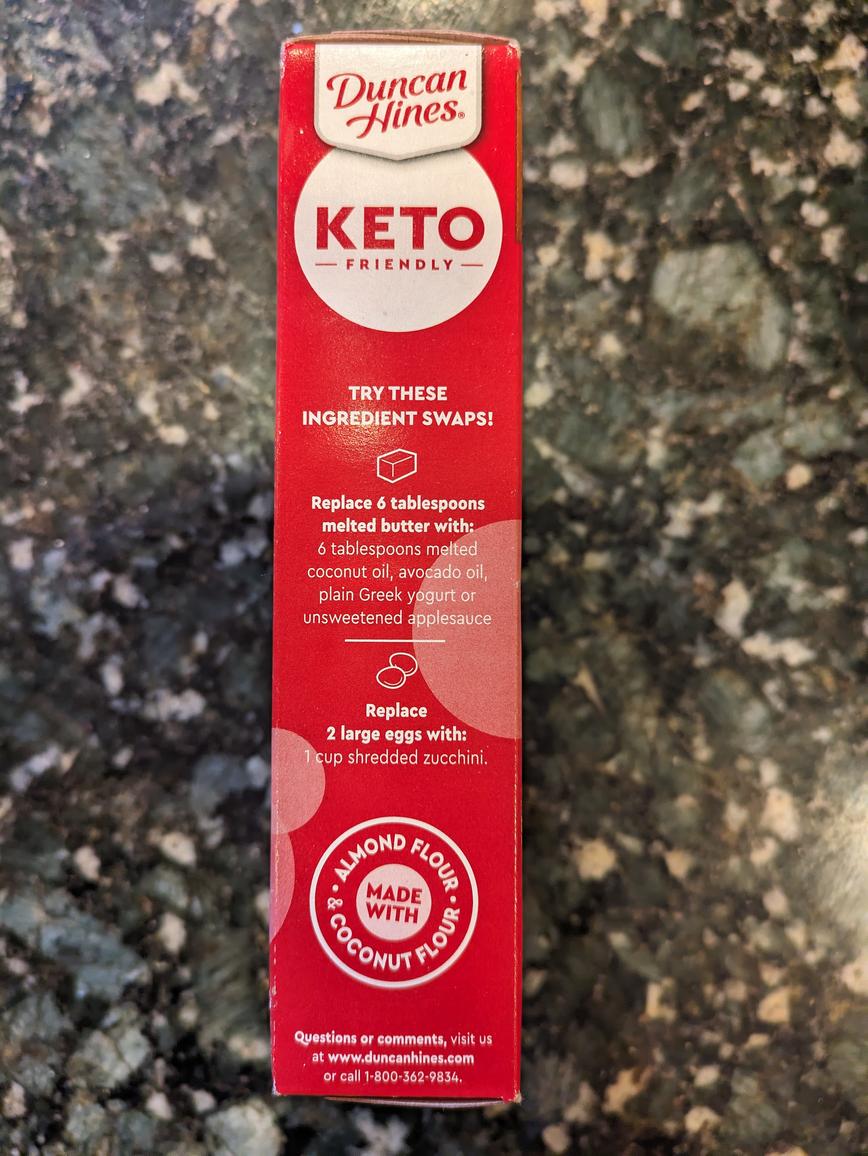 Duncan
Hines®
KETO
FRIENDLY
TRY THESE
INGREDIENT SWAPS!
Replace 6 tablespoons
melted butter with:
6 tablespoons melted
coconut oil, avocado oil,
plain Greek yogurt or
unsweetened applesauce
Replace
2 large eggs with:
1 cup shredded zucchini.
• ALMOND FLOUR •
& COCONUT FLOUR
MADE
WITH
Questions or comments, visit us
at www.duncanhines.com
or call 1-800-362-9834.